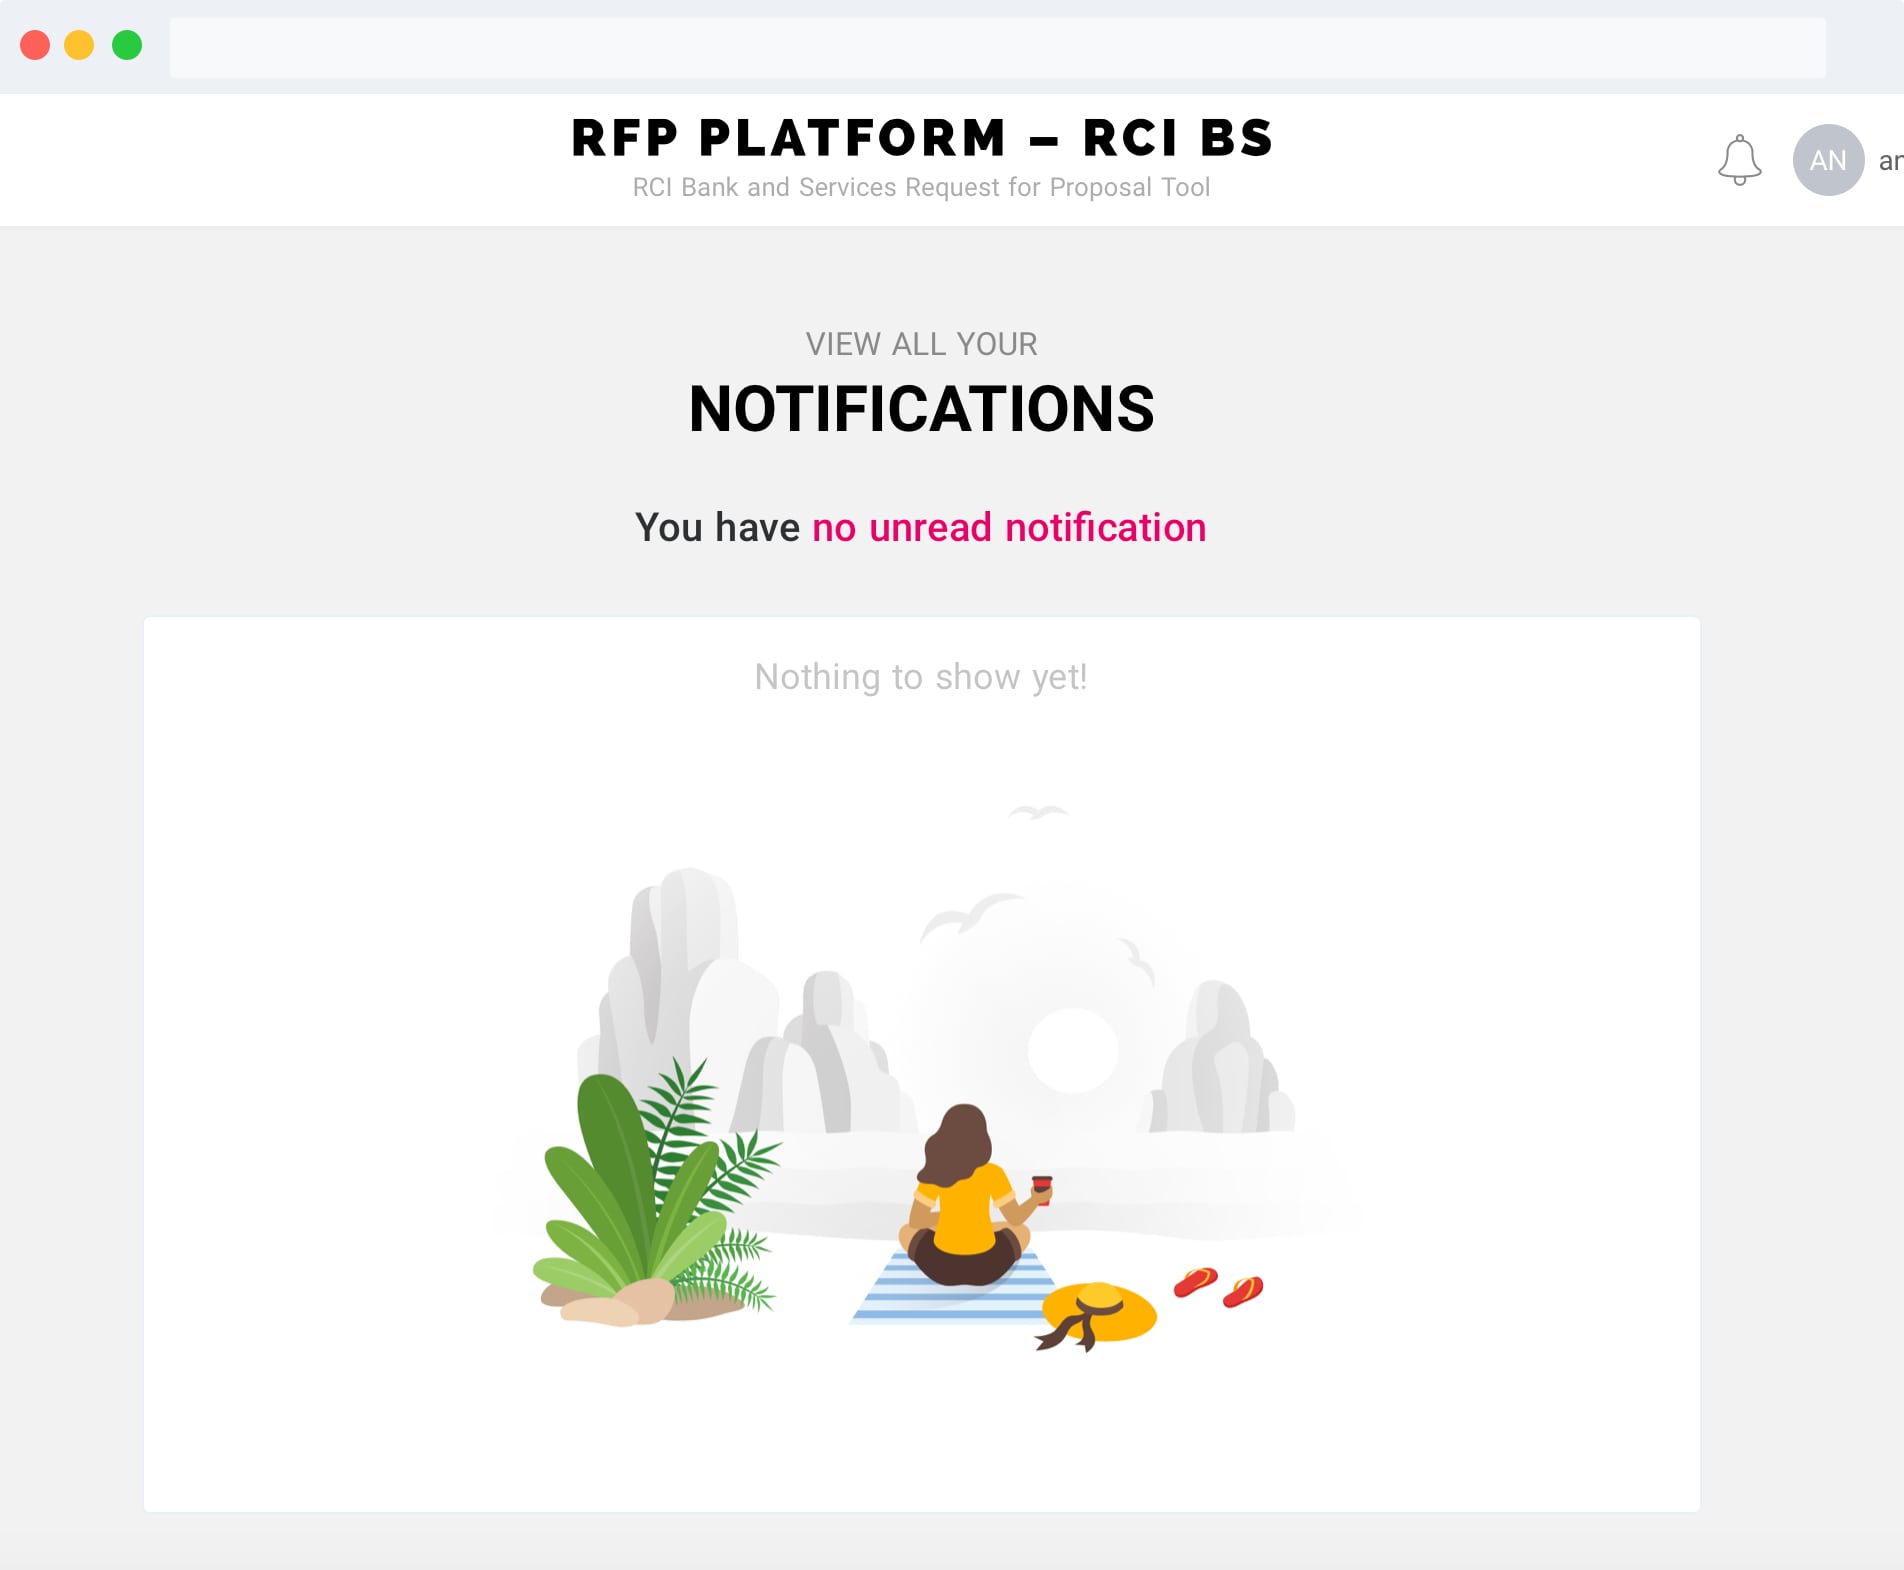 RFP PLATFORM – RCI BS
RCI Bank and Services Request for Proposal Tool
AN
an
VIEW ALL YOUR
NOTIFICATIONS
You have no unread notification
Nothing to show yet!